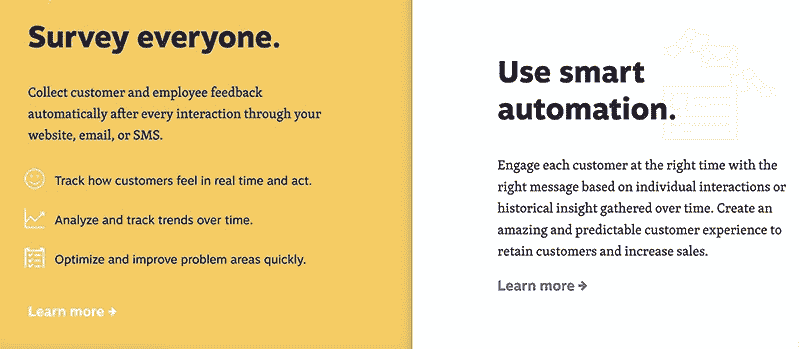 Survey everyone.
Collect customer and employee feedback
automatically after every interaction through your
website, email, or SMS.
Track how customers feel in real time and act.
Analyze and track trends over time.
Optimize and improve problem areas quickly.
Learn more →
Use smart
automation.
Engage each customer at the right time with the
right message based on individual interactions or
historical insight gathered over time. Create an
amazing and predictable customer experience to
retain customers and increase sales.
Learn more →